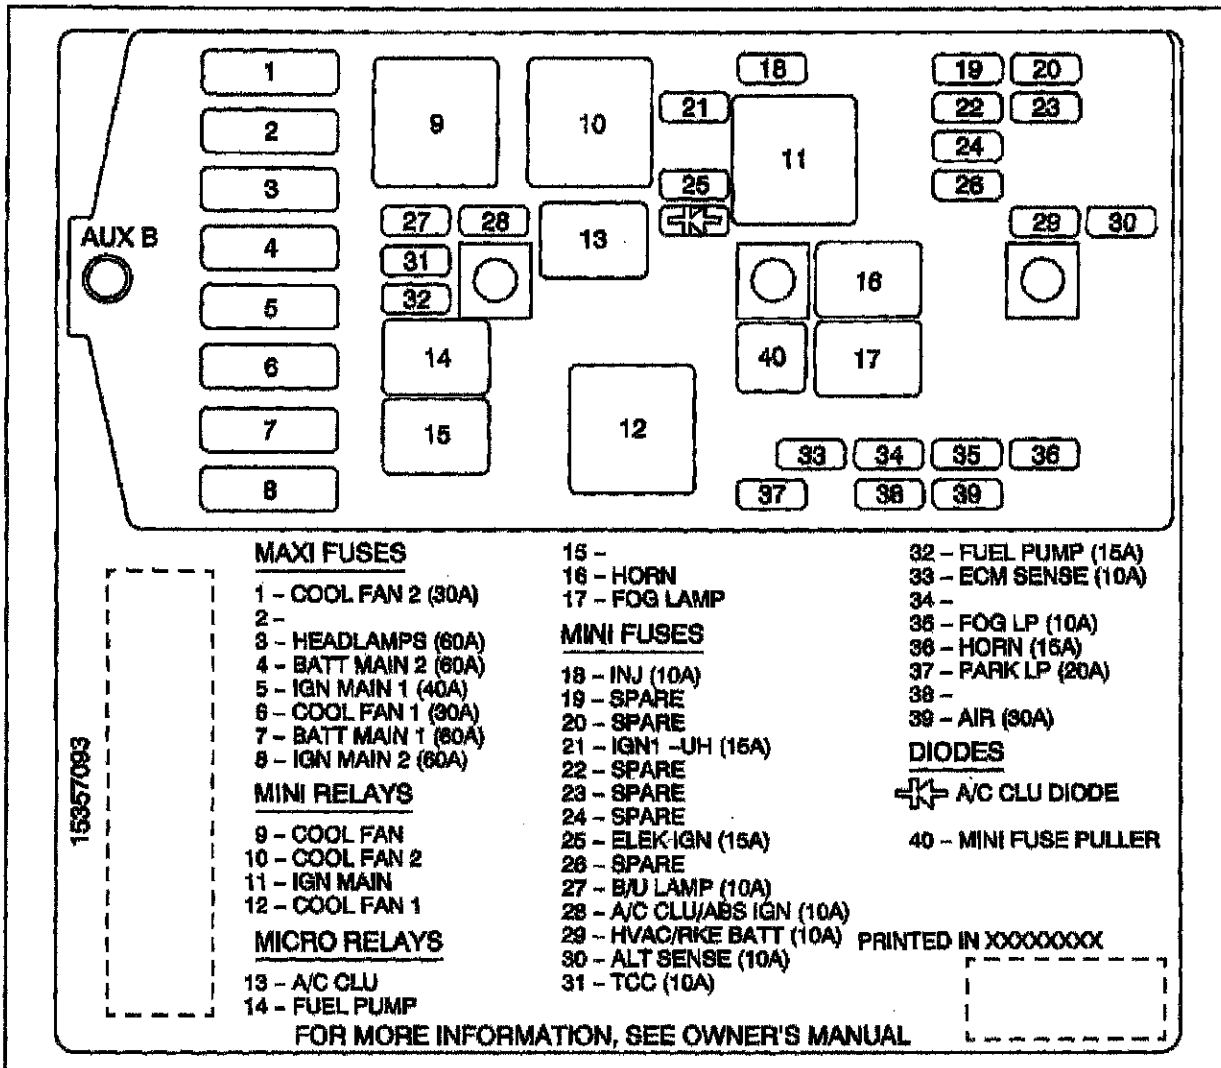 1
2
3
4
5
6
7
8
AUX B
9
10
11
12
13
14
15
16
17
18
19
20
21
22
23
24
25
26
27
28
29
30
31
32
40
33
34
35
36
37
38
39
MAXI FUSES
1 – COOL FAN 2 (30A)
2 –
3 – HEADLAMPS (60A)
4 – BATT MAIN 2 (60A)
5 – IGN MAIN 1 (40A)
6 – COOL FAN 1 (30A)
7 – BATT MAIN 1 (60A)
8 – IGN MAIN 2 (60A)
MINI RELAYS
9 – COOL FAN
10 – COOL FAN 2
11 – IGN MAIN
12 – COOL FAN 1
MICRO RELAYS
13 – A/C CLU
14 – FUEL PUMP
15 –
16 – HORN
17 – FOG LAMP
MINI FUSES
18 – INJ (10A)
19 – SPARE
20 – SPARE
21 – IGN1 –UH (15A)
22 – SPARE
23 – SPARE
24 – SPARE
25 – ELEK IGN (15A)
26 – SPARE
27 – B/U LAMP (10A)
28 – A/C CLU/ABS IGN (10A)
29 – HVAC/RKE BATT (10A)
30 – ALT SENSE (10A)
31 – TCC (10A)
32 – FUEL PUMP (15A)
33 – ECM SENSE (10A)
34 –
35 – FOG LP (10A)
36 – HORN (15A)
37 – PARK LP (20A)
38 –
39 – AIR (30A)
DIODES
A/C CLU DIODE
40 – MINI FUSE PULLER
PRINTED IN XXXXXXXX
15357093
FOR MORE INFORMATION, SEE OWNER'S MANUAL